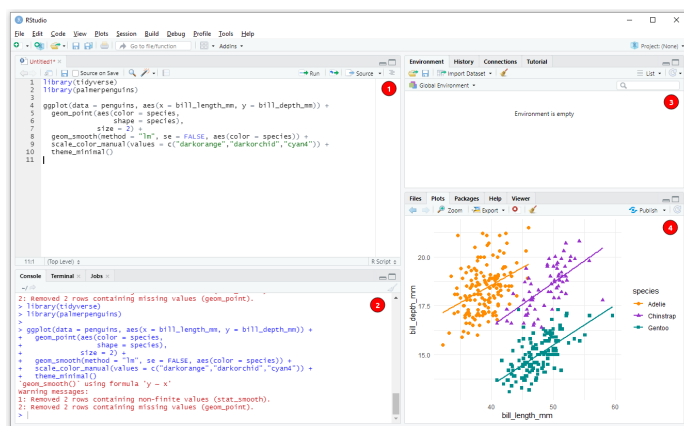 RStudio
File Edit Code View Plots Session Build Debug Profile Tools Help
Go to file/function Addins Project: (None)
Untitled1*
Source on Save Run Source
1 library(tidyverse)
2 library(palmerpenguins)
3
4 ggplot(data = penguins, aes(x = bill_length_mm, y = bill_depth_mm)) +
5 geom_point(aes(color = species,
6 shape = species),
7 size = 2) +
8 geom_smooth(method = "lm", se = FALSE, aes(color = species)) +
9 scale_color_manual(values = c("darkorange","darkorchid","cyan4")) +
10 theme_minimal()
11
1
11:1 (Top Level) R Script
Console Terminal Jobs
2
2: Removed 2 rows containing missing values (geom_point).
> library(tidyverse)
> library(palmerpenguins)
>
> ggplot(data = penguins, aes(x = bill_length_mm, y = bill_depth_mm)) +
+ geom_point(aes(color = species,
+ shape = species),
+ size = 2) +
+ geom_smooth(method = "lm", se = FALSE, aes(color = species)) +
+ scale_color_manual(values = c("darkorange","darkorchid","cyan4")) +
+ theme_minimal()
`geom_smooth()` using formula 'y ~ x'
Warning messages:
1: Removed 2 rows containing non-finite values (stat_smooth).
2: Removed 2 rows containing missing values (geom_point).
>
Environment History Connections Tutorial
Import Dataset List
Global Environment
3
Environment is empty
Files Plots Packages Help Viewer
Zoom Export Publish
4
20.0
17.5
15.0
bill_depth_mm
40 50 60
bill_length_mm
species
Adelie
Chinstrap
Gentoo